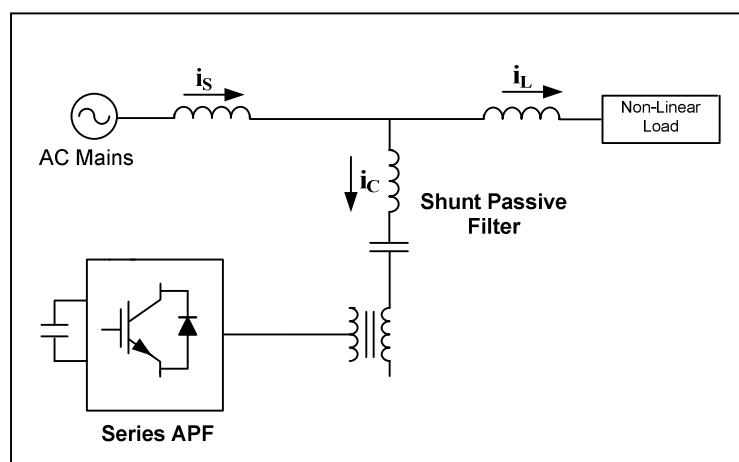 iS
iL
Non-Linear
Load
AC Mains
iC
Shunt Passive
Filter
Series APF